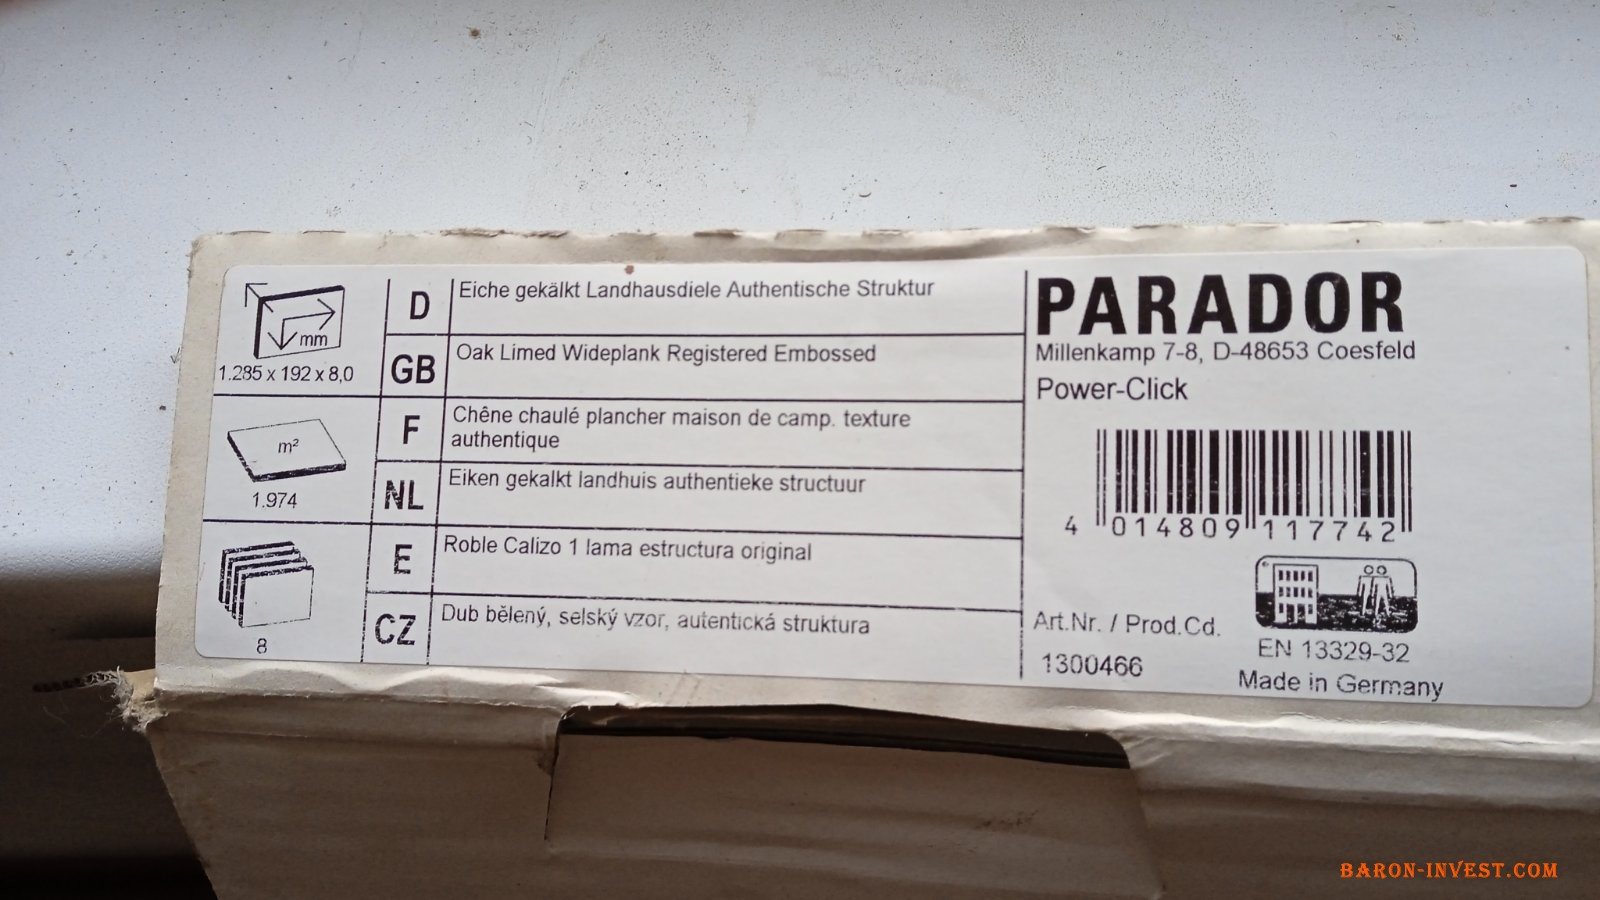 mm
1.285 x 192 x 8,0
m²
1.974
8
D
Eiche gekälkt Landhausdiele Authentische Struktur
GB
Oak Limed Wideplank Registered Embossed
F
Chêne chaulé plancher maison de camp. texture
authentique
NL
Eiken gekalkt landhuis authentieke structuur
E
Roble Calizo 1 lama estructura original
CZ
Dub bělený, selský vzor, autentická struktura
PARADOR
Millenkamp 7-8, D-48653 Coesfeld
Power-Click
4 014809 117742
Art.Nr. / Prod.Cd.
1300466
EN 13329-32
Made in Germany
BARON-INVEST.COM